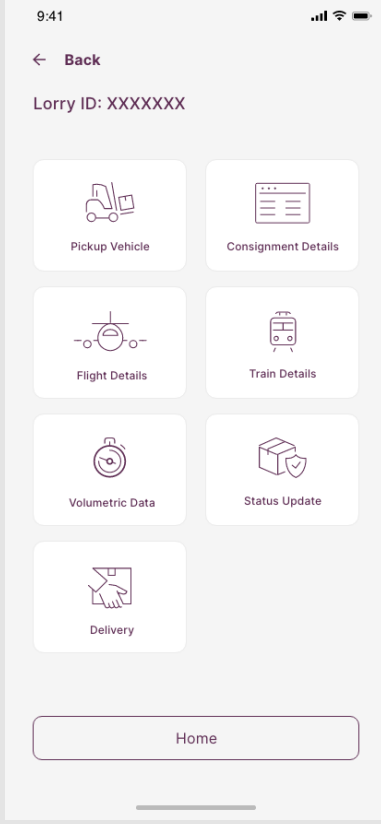 9:41
Back
Lorry ID: XXXXXXX
Pickup Vehicle
Consignment Details
Flight Details
Train Details
Volumetric Data
Status Update
Delivery
Home